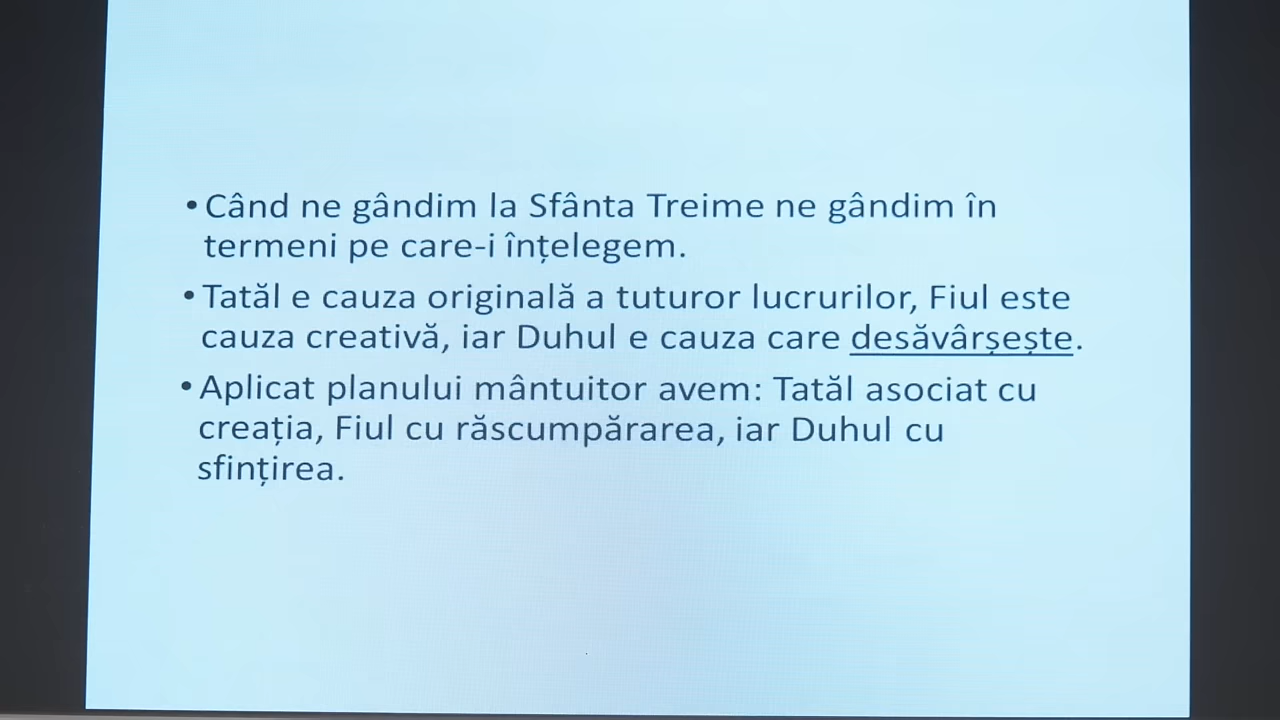 • Când ne gândim la Sfânta Treime ne gândim în
termeni pe care-i înțelegem.
• Tatăl e cauza originală a tuturor lucrurilor, Fiul este
cauza creativă, iar Duhul e cauza care desăvârșește.
• Aplicat planului mântuitor avem: Tatăl asociat cu
creația, Fiul cu răscumpărarea, iar Duhul cu
sfințirea.